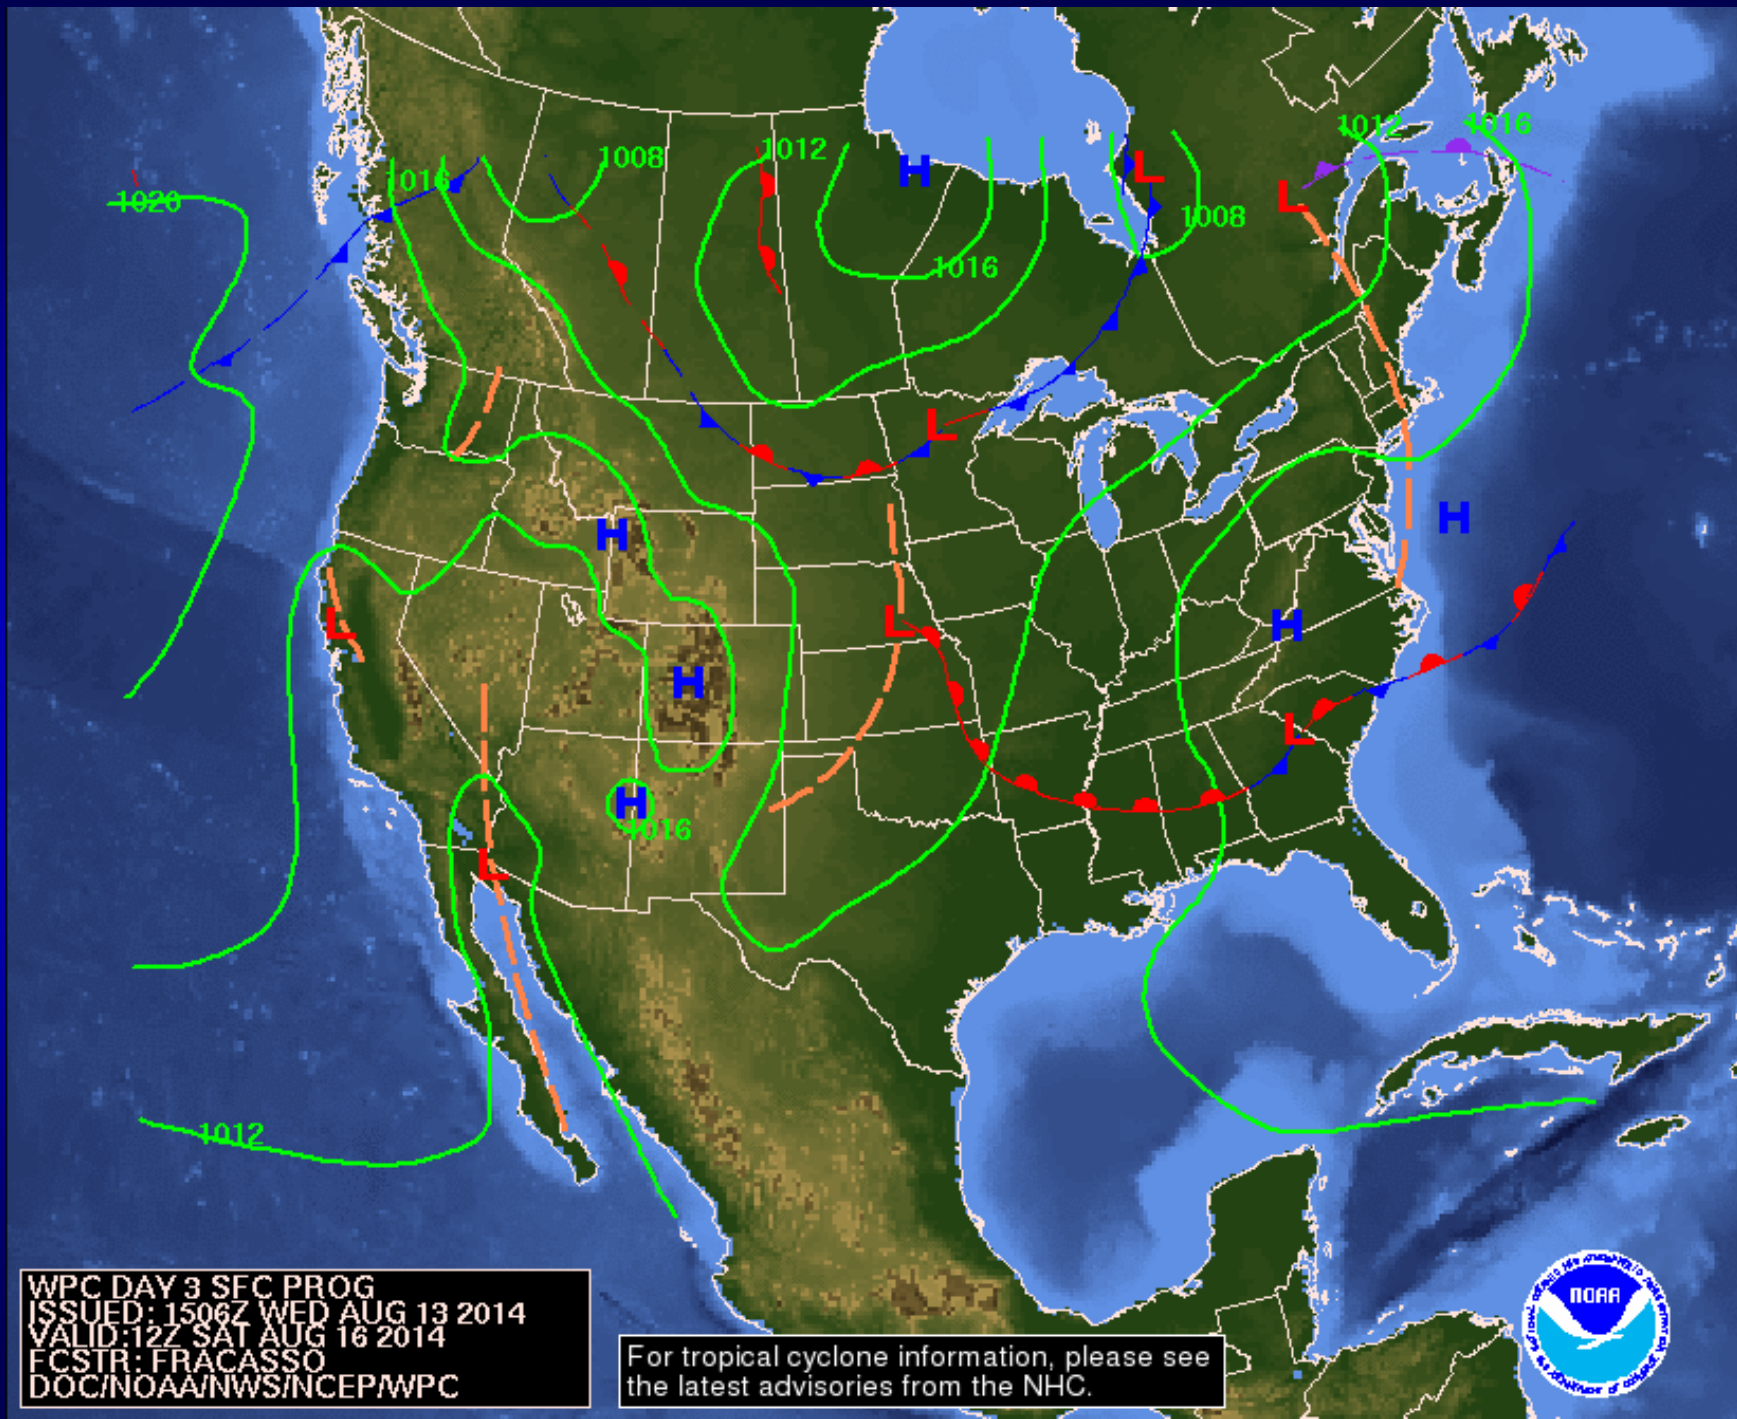 1012
1016
1012
1008
1016
1020
1008
H
L
L
1016
L
H
H
L
H
L
H
L
H
1016
L
1012
WPC DAY 3 SFC PROG
ISSUED: 1506Z WED AUG 13 2014
VALID:12Z SAT AUG 16 2014
FCSTR: FRACASSO
DOC/NOAA/NWS/NCEP/WPC
For tropical cyclone information, please see
the latest advisories from the NHC.
NOAA